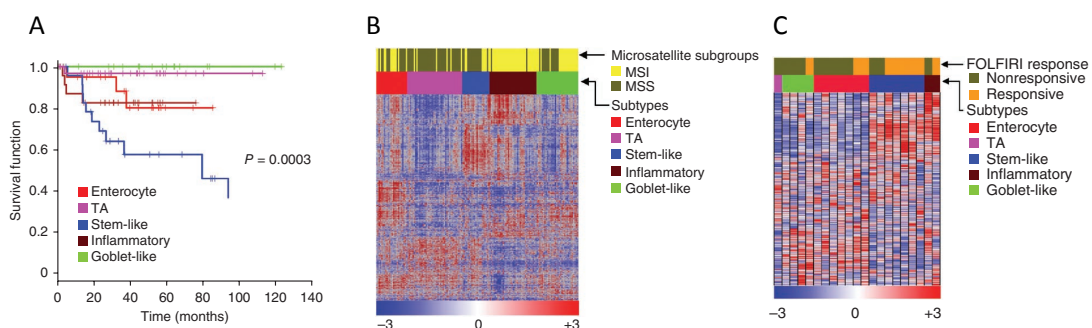 A
Survival function
1.0
0.8
0.6
0.4
0.2
0
P = 0.0003
Enterocyte
TA
Stem-like
Inflammatory
Goblet-like
0 20 40 60 80 100 120 140
Time (months)
B
Microsatellite subgroups
MSI
MSS
Subtypes
Enterocyte
TA
Stem-like
Inflammatory
Goblet-like
−3 0 +3
C
FOLFIRI response
Nonresponsive
Responsive
Subtypes
Enterocyte
TA
Stem-like
Inflammatory
Goblet-like
−3 0 +3